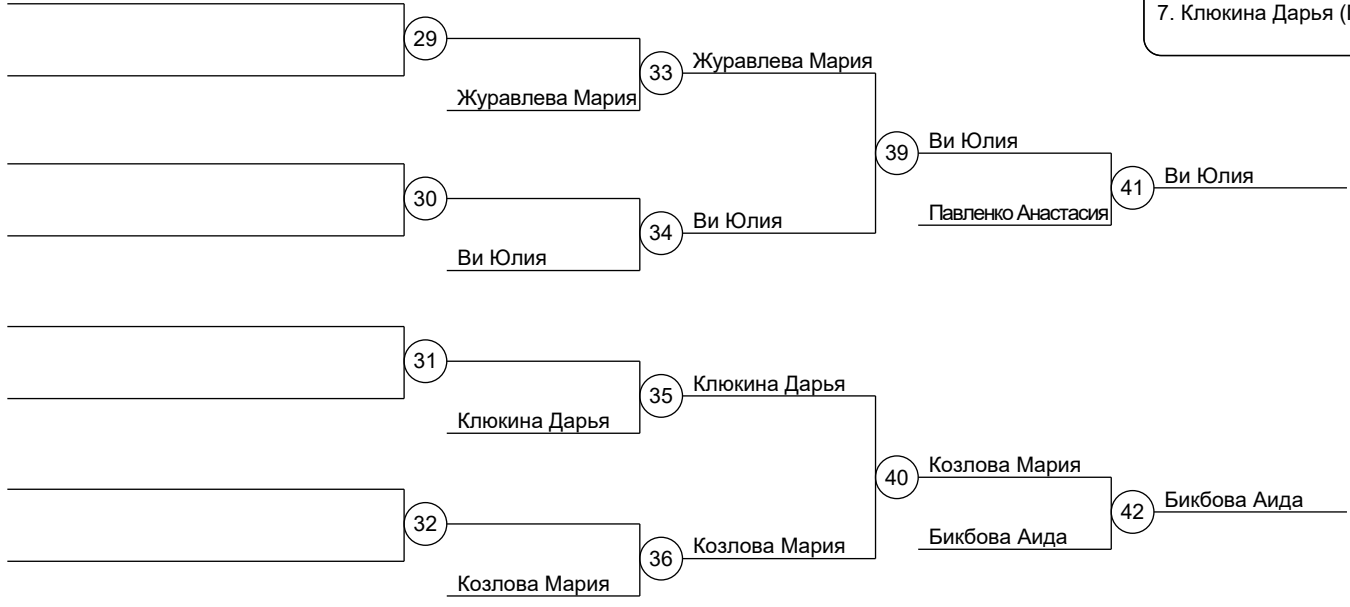 7. Клюкина Дарья (
29
33
Журавлева Мария
Журавлева Мария
39
Ви Юлия
41
Ви Юлия
30
Павленко Анастасия
34
Ви Юлия
Ви Юлия
31
35
Клюкина Дарья
Клюкина Дарья
40
Козлова Мария
42
Бикбова Аида
32
Бикбова Аида
36
Козлова Мария
Козлова Мария